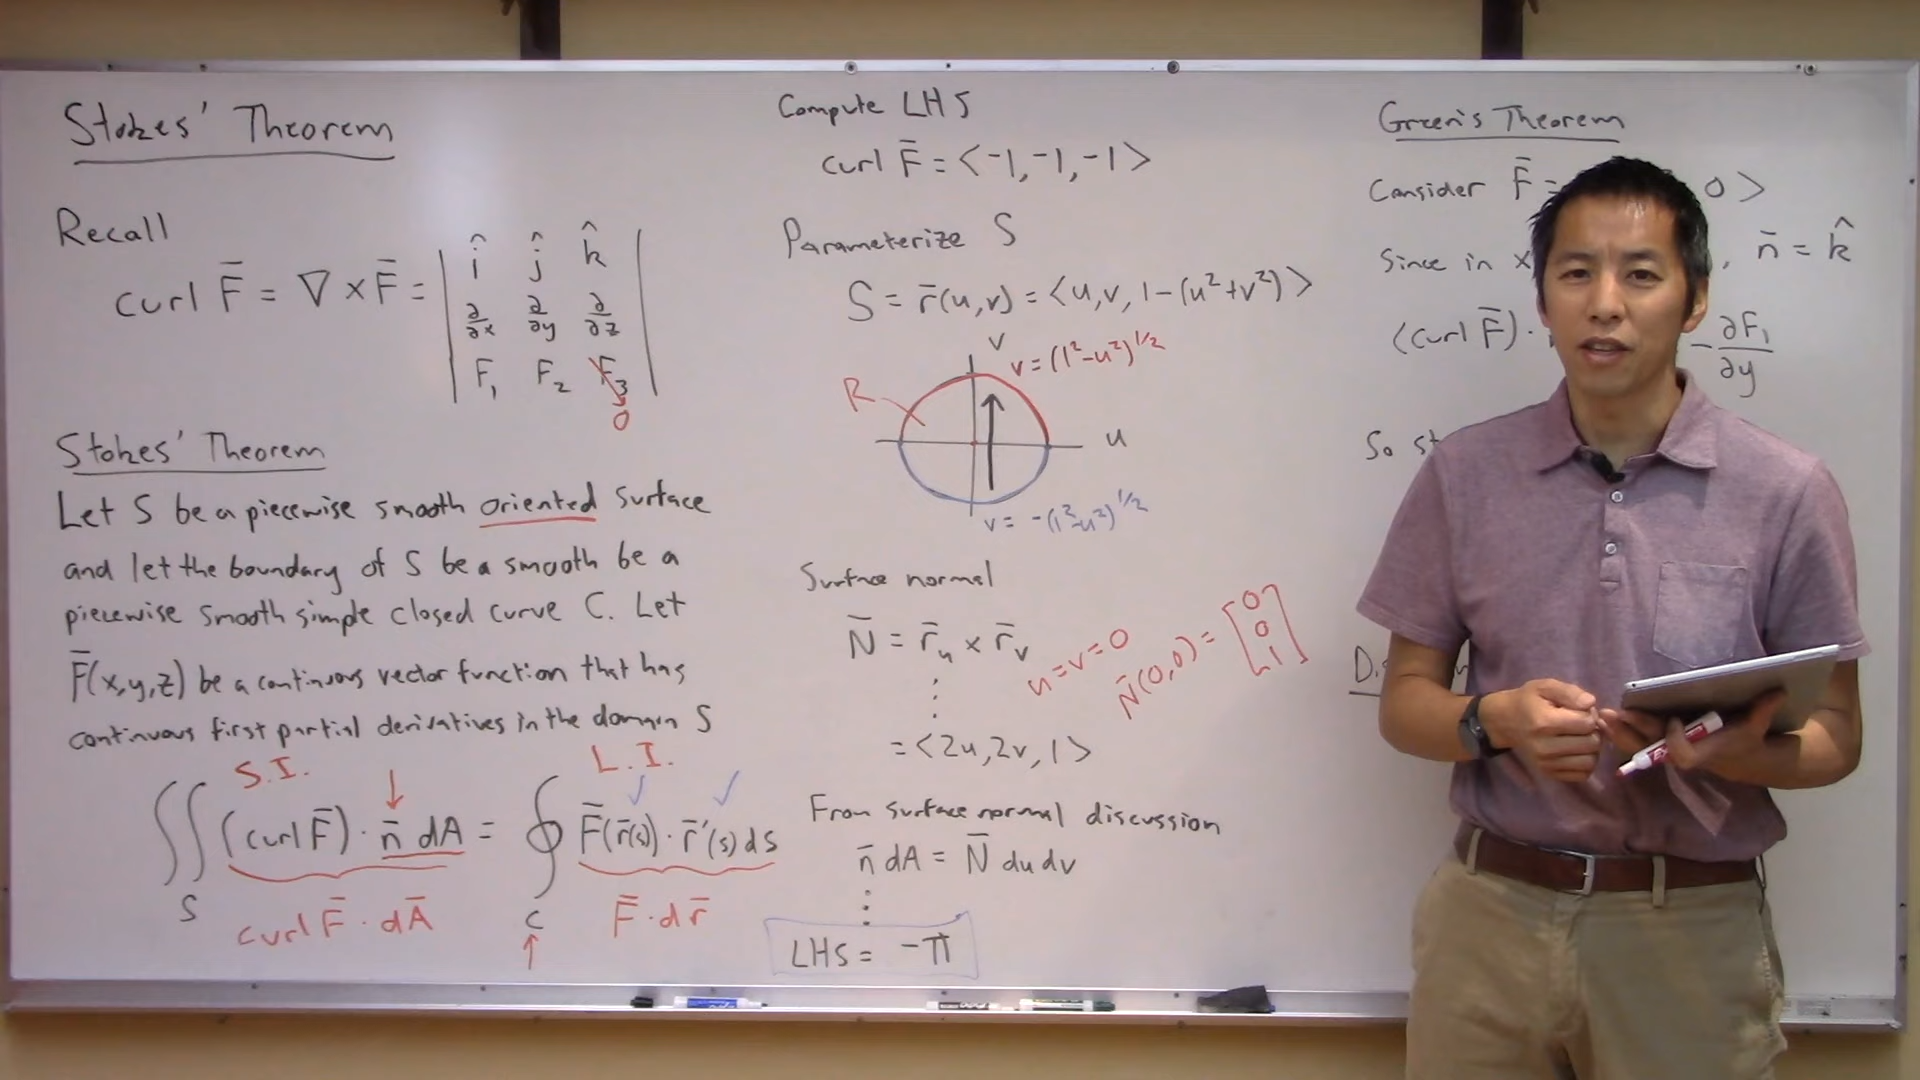 Stokes' Theorem
Recall
curl F̄ = ∇ × F̄ = | î ĵ k̂ |
∂/∂x ∂/∂y ∂/∂z
F₁ F₂ F₃
0
Stokes' Theorem
Let S be a piecewise smooth oriented surface
and let the boundary of S be a smooth be a
piecewise smooth simple closed curve C. Let
F̄(x,y,z) be a continuous vector function that has
continuous first partial derivatives in the domain S
S.I. L.I.
∬ (curl F̄) · n̄ dA = ∮ F̄(r̄(s)) · r̄'(s) ds
S C
curl F̄ · dĀ F̄ · dr̄
Compute LHS
curl F̄ = <-1, -1, -1>
Parameterize S
S = r̄(u,v) = <u, v, 1-(u²+v²)>
v
v = (1²-u²)^1/2
R
u
v = -(1²-u²)^1/2
Surface normal
N̄ = r̄ᵤ × r̄ᵥ
u=v=0
N̄(0,0) = [0 0 1]
= <2u, 2v, 1>
From surface normal discussion
n̄ dA = N̄ du dv
LHS = -π
Green's Theorem
Consider F̄ = 0>
Since in x , n̄ = k̂
(curl F̄) · - ∂F₁/∂y
So